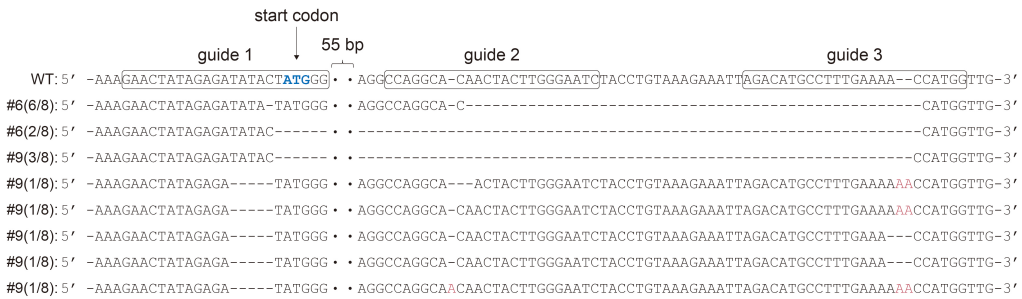 start codon
guide 1 55 bp guide 2 guide 3
WT: 5′ -AAAGAACTATAGAGATATACTATGGG··AGGCCAGGCA-CAACTACTTGGGAATCTACCTGTAAAGAAATTAGACATGCCTTTGAAAA--CCATGGTTG-3′
#6(6/8): 5′ -AAAGAACTATAGAGATATA-TATGGG··AGGCCAGGCA-C---------------------------------------------------CATGGTTG-3′
#6(2/8): 5′ -AAAGAACTATAGAGATATAC------··---------------------------------------------------------------CATGGTTG-3′
#9(3/8): 5′ -AAAGAACTATAGAGATATAC------··--------------------------------------------------------------CCATGGTTG-3′
#9(1/8): 5′ -AAAGAACTATAGAGA-----TATGGG··AGGCCAGGCA---ACTACTTGGGAATCTACCTGTAAAGAAATTAGACATGCCTTTGAAAAAACCATGGTTG-3′
#9(1/8): 5′ -AAAGAACTATAGAGA-----TATGGG··AGGCCAGGCA-CAACTACTTGGGAATCTACCTGTAAAGAAATTAGACATGCCTTTGAAAAAACCATGGTTG-3′
#9(1/8): 5′ -AAAGAACTATAGAGA-----TATGGG··AGGCCAGGCA-CAACTACTTGGGAATCTACCTGTAAAGAAATTAGACATGCCTTTGAAA---CCATGGTTG-3′
#9(1/8): 5′ -AAAGAACTATAGAGA-----TATGGG··AGGCCAGGCA-CAACTACTTGGGAATCTACCTGTAAAGAAATTAGACATGCCTTTGAAA---CCATGGTTG-3′
#9(1/8): 5′ -AAAGAACTATAGAGA-----TATGGG··AGGCCAGGCAACAACTACTTGGGAATCTACCTGTAAAGAAATTAGACATGCCTTTGAAAAAACCATGGTTG-3′